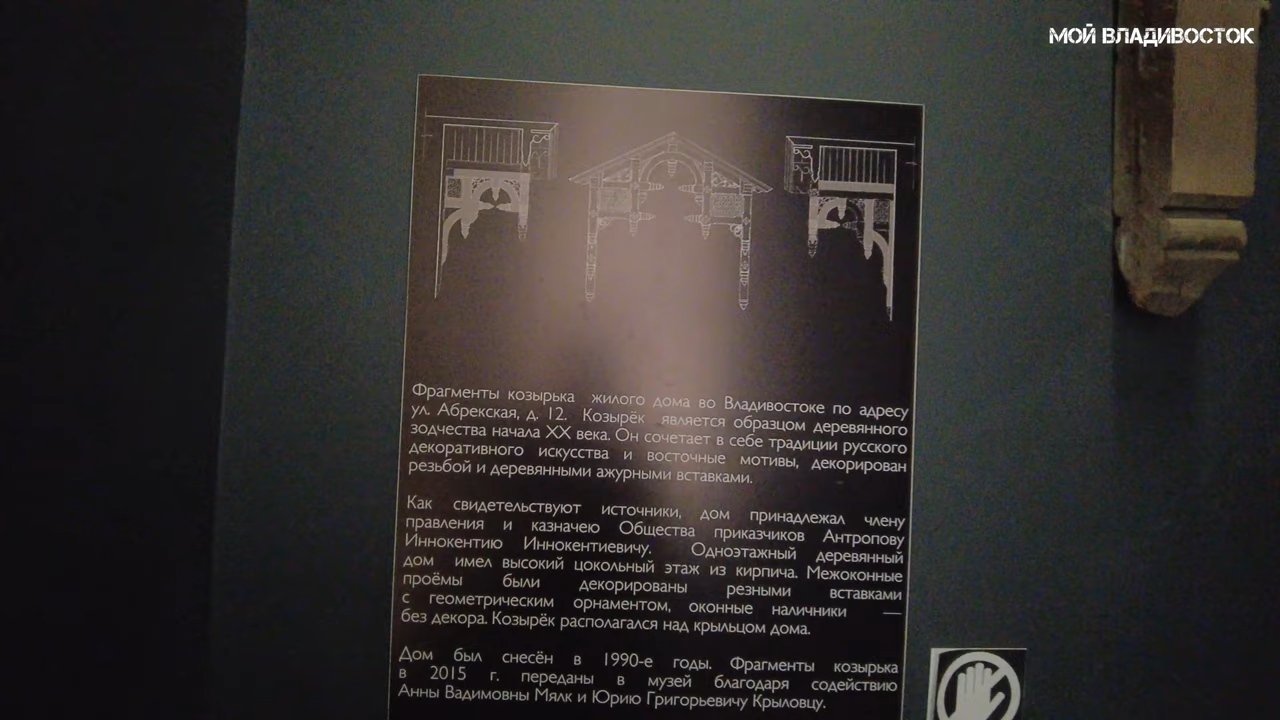 МОЙ ВЛАДИВОСТОК
Фрагменты козырька жилого дома во Владивостоке по адресу
ул. Абрекская, д. 12. Козырёк является образцом деревянного
зодчества начала XX века. Он сочетает в себе традиции русского
декоративного искусства и восточные мотивы, декорирован
резьбой и деревянными ажурными вставками.
Как свидетельствуют источники, дом принадлежал члену
правления и казначею Общества приказчиков Антропову
Иннокентию Иннокентиевичу. Одноэтажный деревянный
дом имел высокий цокольный этаж из кирпича. Межоконные
проёмы были декорированы резными вставками
с геометрическим орнаментом, оконные наличники —
без декора. Козырёк располагался над крыльцом дома.
Дом был снесён в 1990-е годы. Фрагменты козырька
в 2015 г. переданы в музей благодаря содействию
Анны Вадимовны Мялк и Юрию Григорьевичу Крыловцу.